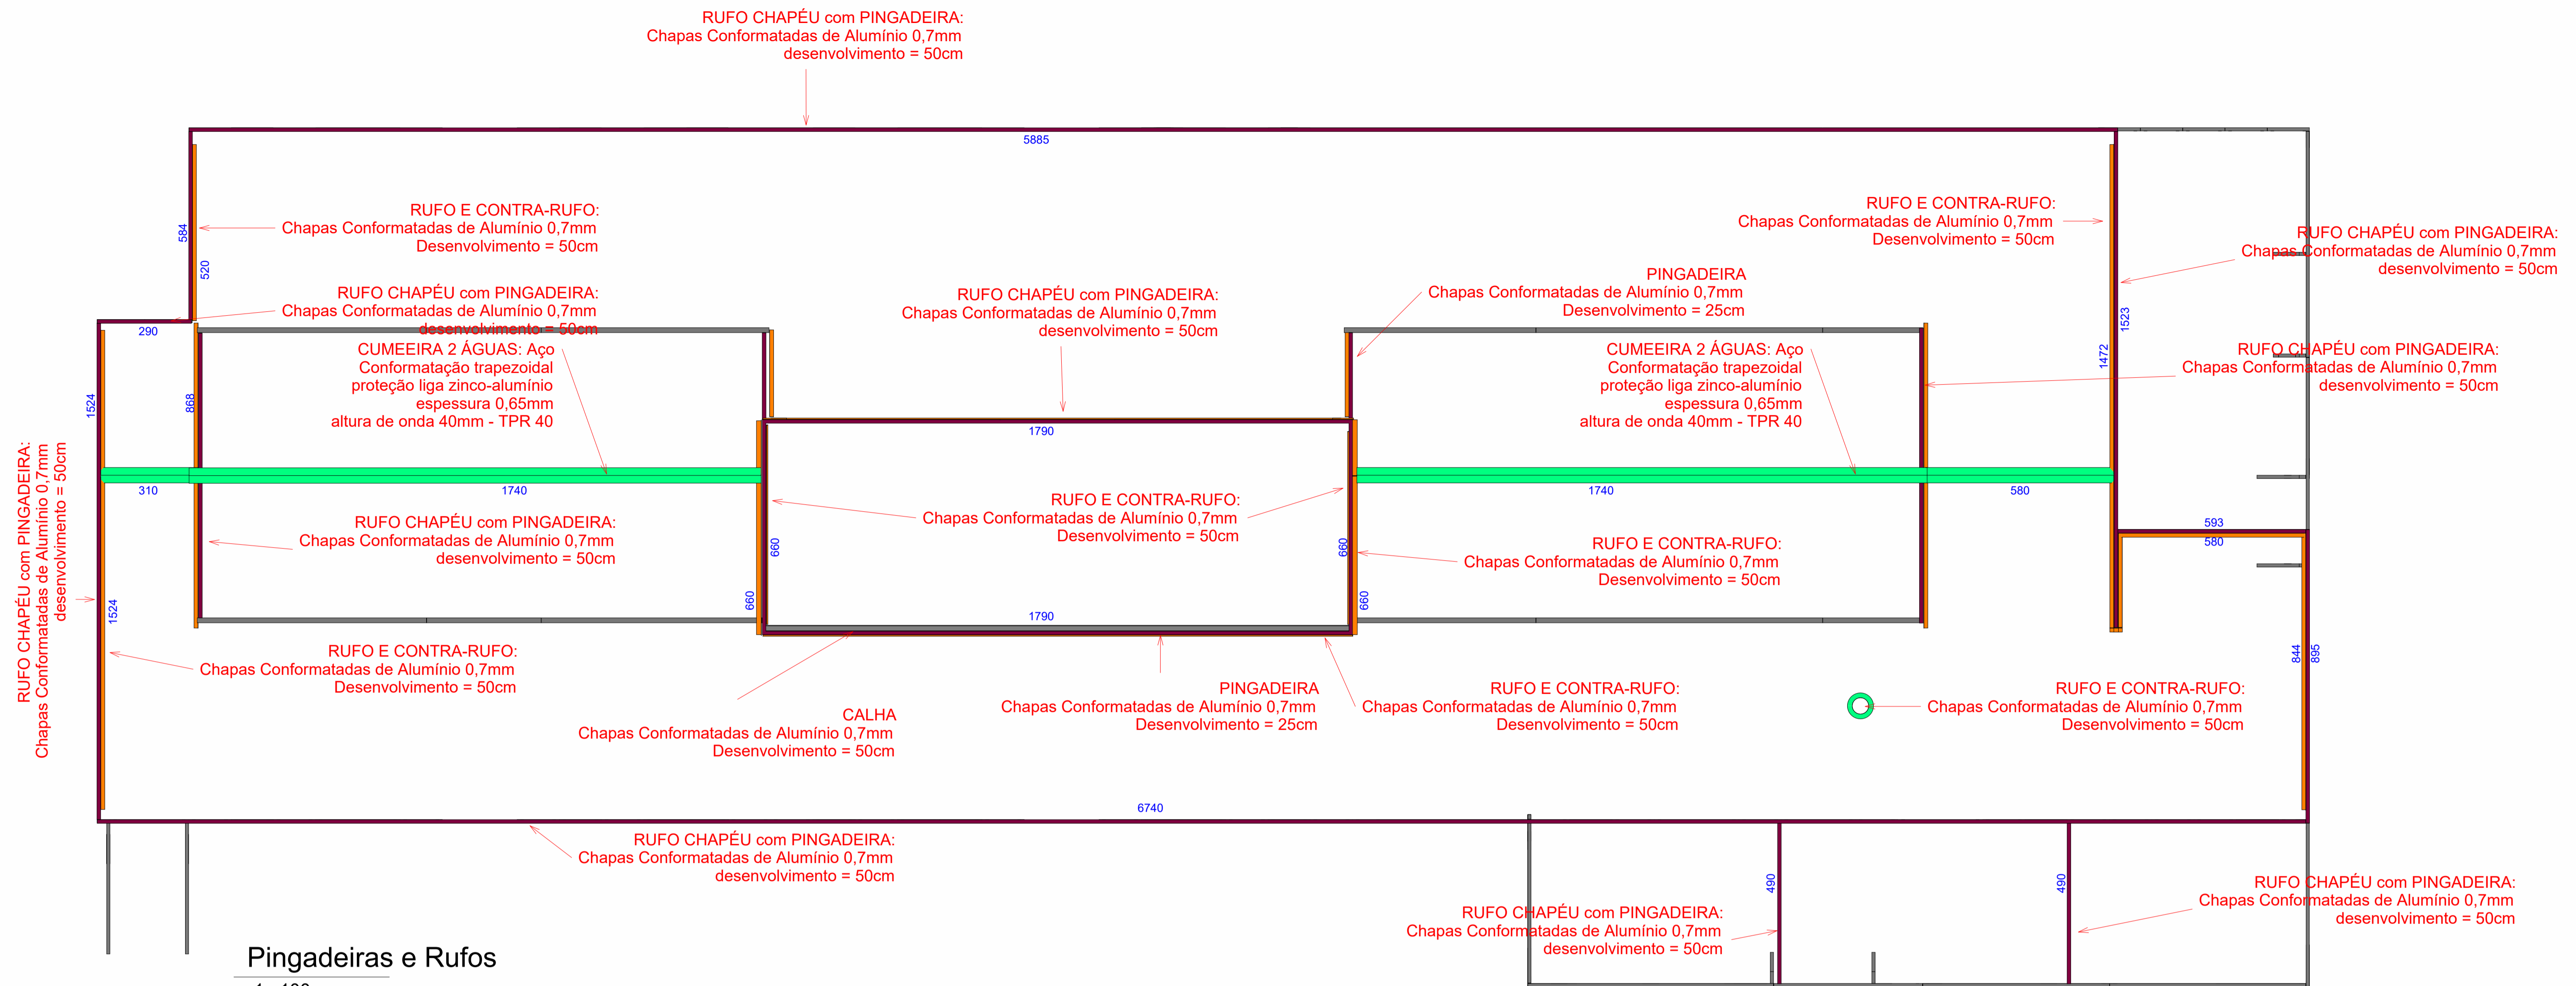 RUFO CHAPÉU com PINGADEIRA:
Chapas Conformatadas de Alumínio 0,7mm
desenvolvimento = 50cm
5885
RUFO E CONTRA-RUFO:
Chapas Conformatadas de Alumínio 0,7mm
Desenvolvimento = 50cm
584
520
RUFO E CONTRA-RUFO:
Chapas Conformatadas de Alumínio 0,7mm
Desenvolvimento = 50cm
RUFO CHAPÉU com PINGADEIRA:
Chapas Conformatadas de Alumínio 0,7mm
desenvolvimento = 50cm
RUFO CHAPÉU com PINGADEIRA:
Chapas Conformatadas de Alumínio 0,7mm
desenvolvimento = 50cm
290
RUFO CHAPÉU com PINGADEIRA:
Chapas Conformatadas de Alumínio 0,7mm
desenvolvimento = 50cm
PINGADEIRA
Chapas Conformatadas de Alumínio 0,7mm
Desenvolvimento = 25cm
1523
1472
CUMEEIRA 2 ÁGUAS: Aço
Conformatação trapezoidal
proteção liga zinco-alumínio
espessura 0,65mm
altura de onda 40mm - TPR 40
CUMEEIRA 2 ÁGUAS: Aço
Conformatação trapezoidal
proteção liga zinco-alumínio
espessura 0,65mm
altura de onda 40mm - TPR 40
RUFO CHAPÉU com PINGADEIRA:
Chapas Conformatadas de Alumínio 0,7mm
desenvolvimento = 50cm
1524
868
1790
RUFO CHAPÉU com PINGADEIRA:
Chapas Conformatadas de Alumínio 0,7mm
desenvolvimento = 50cm
310
1740
1740
580
RUFO CHAPÉU com PINGADEIRA:
Chapas Conformatadas de Alumínio 0,7mm
desenvolvimento = 50cm
RUFO E CONTRA-RUFO:
Chapas Conformatadas de Alumínio 0,7mm
Desenvolvimento = 50cm
660
660
RUFO E CONTRA-RUFO:
Chapas Conformatadas de Alumínio 0,7mm
Desenvolvimento = 50cm
593
580
1524
660
1790
660
RUFO E CONTRA-RUFO:
Chapas Conformatadas de Alumínio 0,7mm
Desenvolvimento = 50cm
844
895
CALHA
Chapas Conformatadas de Alumínio 0,7mm
Desenvolvimento = 50cm
PINGADEIRA
Chapas Conformatadas de Alumínio 0,7mm
Desenvolvimento = 25cm
RUFO E CONTRA-RUFO:
Chapas Conformatadas de Alumínio 0,7mm
Desenvolvimento = 50cm
RUFO E CONTRA-RUFO:
Chapas Conformatadas de Alumínio 0,7mm
Desenvolvimento = 50cm
6740
RUFO CHAPÉU com PINGADEIRA:
Chapas Conformatadas de Alumínio 0,7mm
desenvolvimento = 50cm
490
490
RUFO CHAPÉU com PINGADEIRA:
Chapas Conformatadas de Alumínio 0,7mm
desenvolvimento = 50cm
RUFO CHAPÉU com PINGADEIRA:
Chapas Conformatadas de Alumínio 0,7mm
desenvolvimento = 50cm
Pingadeiras e Rufos